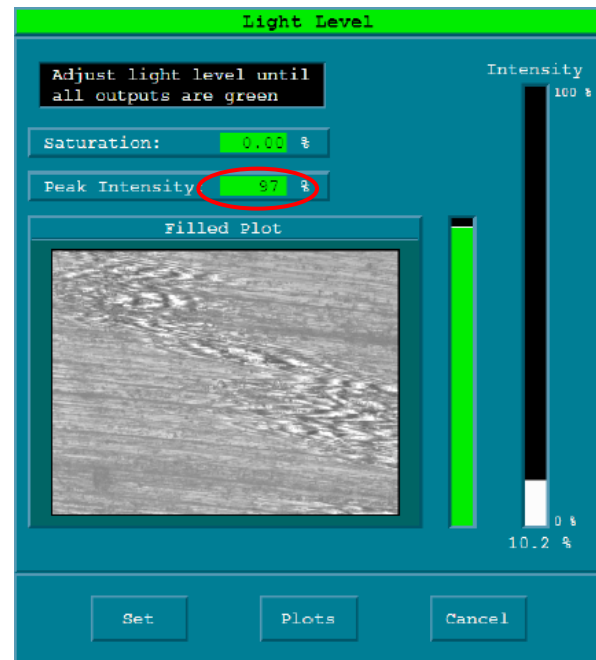 Light Level
Adjust light level until
all outputs are green
Intensity
100 %
Saturation: 0.00 %
Peak Intensity: 97 %
Filled Plot
0 %
10.2 %
Set Plots Cancel